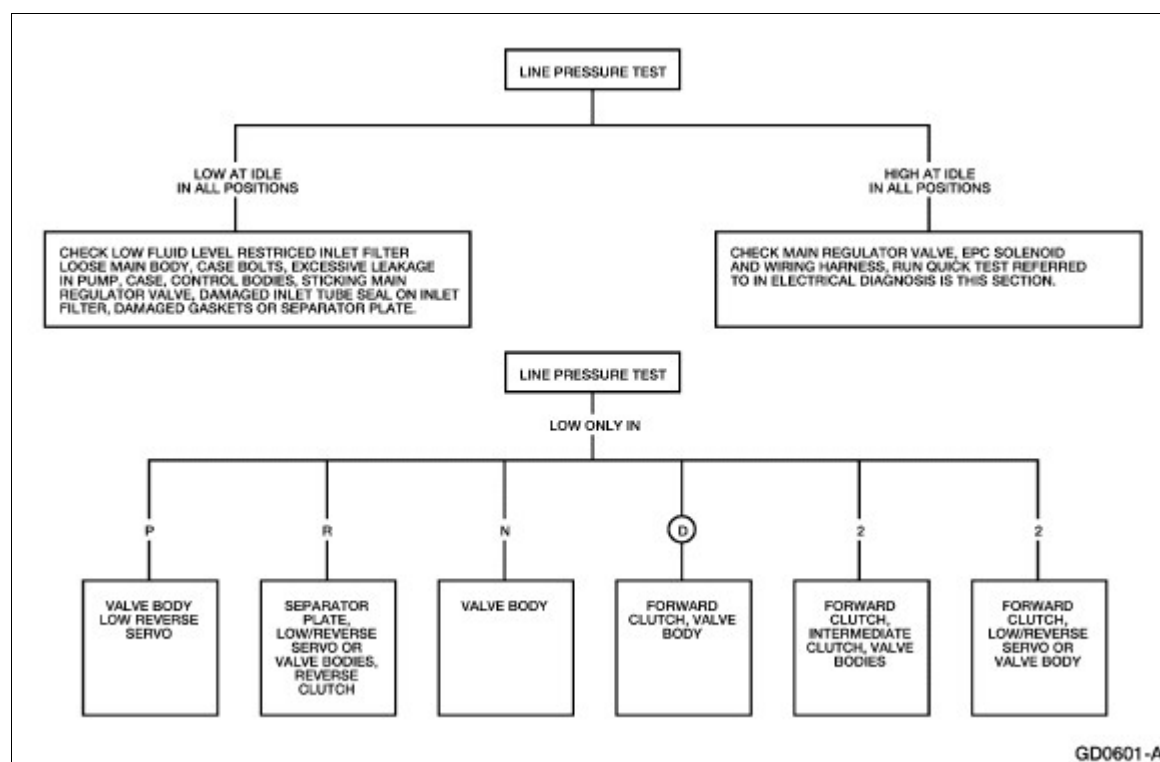 LINE PRESSURE TEST
LOW AT IDLE
IN ALL POSITIONS
HIGH AT IDLE
IN ALL POSITIONS
CHECK LOW FLUID LEVEL RESTRICED INLET FILTER
LOOSE MAIN BODY, CASE BOLTS, EXCESSIVE LEAKAGE
IN PUMP, CASE, CONTROL BODIES, STICKING MAIN
REGULATOR VALVE, DAMAGED INLET TUBE SEAL ON INLET
FILTER, DAMAGED GASKETS OR SEPARATOR PLATE.
CHECK MAIN REGULATOR VALVE, EPC SOLENOID
AND WIRING HARNESS, RUN QUICK TEST REFERRED
TO IN ELECTRICAL DIAGNOSIS IS THIS SECTION.
LINE PRESSURE TEST
LOW ONLY IN
P
R
N
D
2
2
VALVE BODY
LOW REVERSE
SERVO
SEPARATOR
PLATE,
LOW/REVERSE
SERVO OR
VALVE BODIES,
REVERSE
CLUTCH
VALVE BODY
FORWARD
CLUTCH, VALVE
BODY
FORWARD
CLUTCH,
INTERMEDIATE
CLUTCH, VALVE
BODIES
FORWARD
CLUTCH,
LOW/REVERSE
SERVO OR
VALVE BODY
GD0601-A